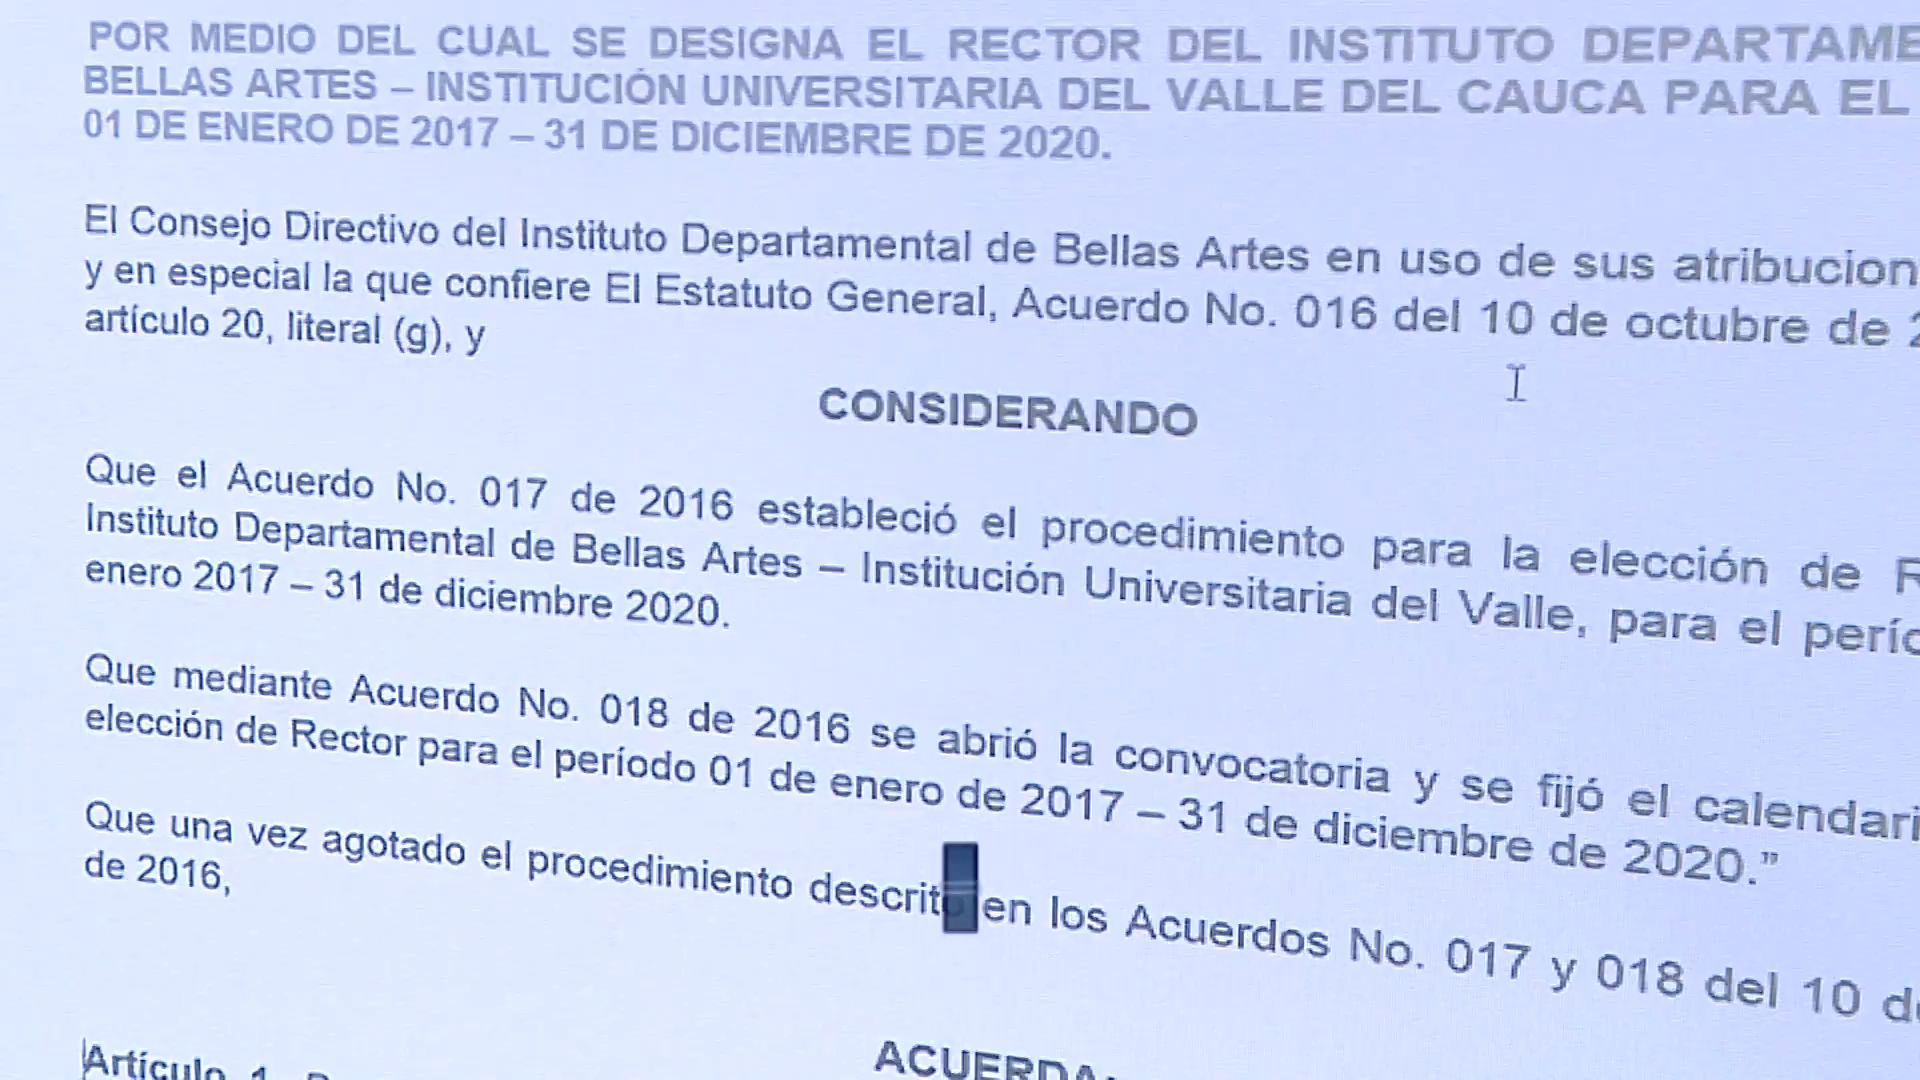 POR MEDIO DEL CUAL SE DESIGNA EL RECTOR DEL INSTITUTO DEPARTAME
BELLAS ARTES – INSTITUCIÓN UNIVERSITARIA DEL VALLE DEL CAUCA PARA EL
01 DE ENERO DE 2017 – 31 DE DICIEMBRE DE 2020.
El Consejo Directivo del Instituto Departamental de Bellas Artes en uso de sus atribucion
y en especial la que confiere El Estatuto General, Acuerdo No. 016 del 10 de octubre de 2
artículo 20, literal (g), y
CONSIDERANDO
Que el Acuerdo No. 017 de 2016 estableció el procedimiento para la elección de R
Instituto Departamental de Bellas Artes – Institución Universitaria del Valle, para el perío
enero 2017 – 31 de diciembre 2020.
Que mediante Acuerdo No. 018 de 2016 se abrió la convocatoria y se fijó el calendari
elección de Rector para el período 01 de enero de 2017 – 31 de diciembre de 2020.”
Que una vez agotado el procedimiento descrito en los Acuerdos No. 017 y 018 del 10 d
de 2016,
ACUERDA:
Artículo 1.